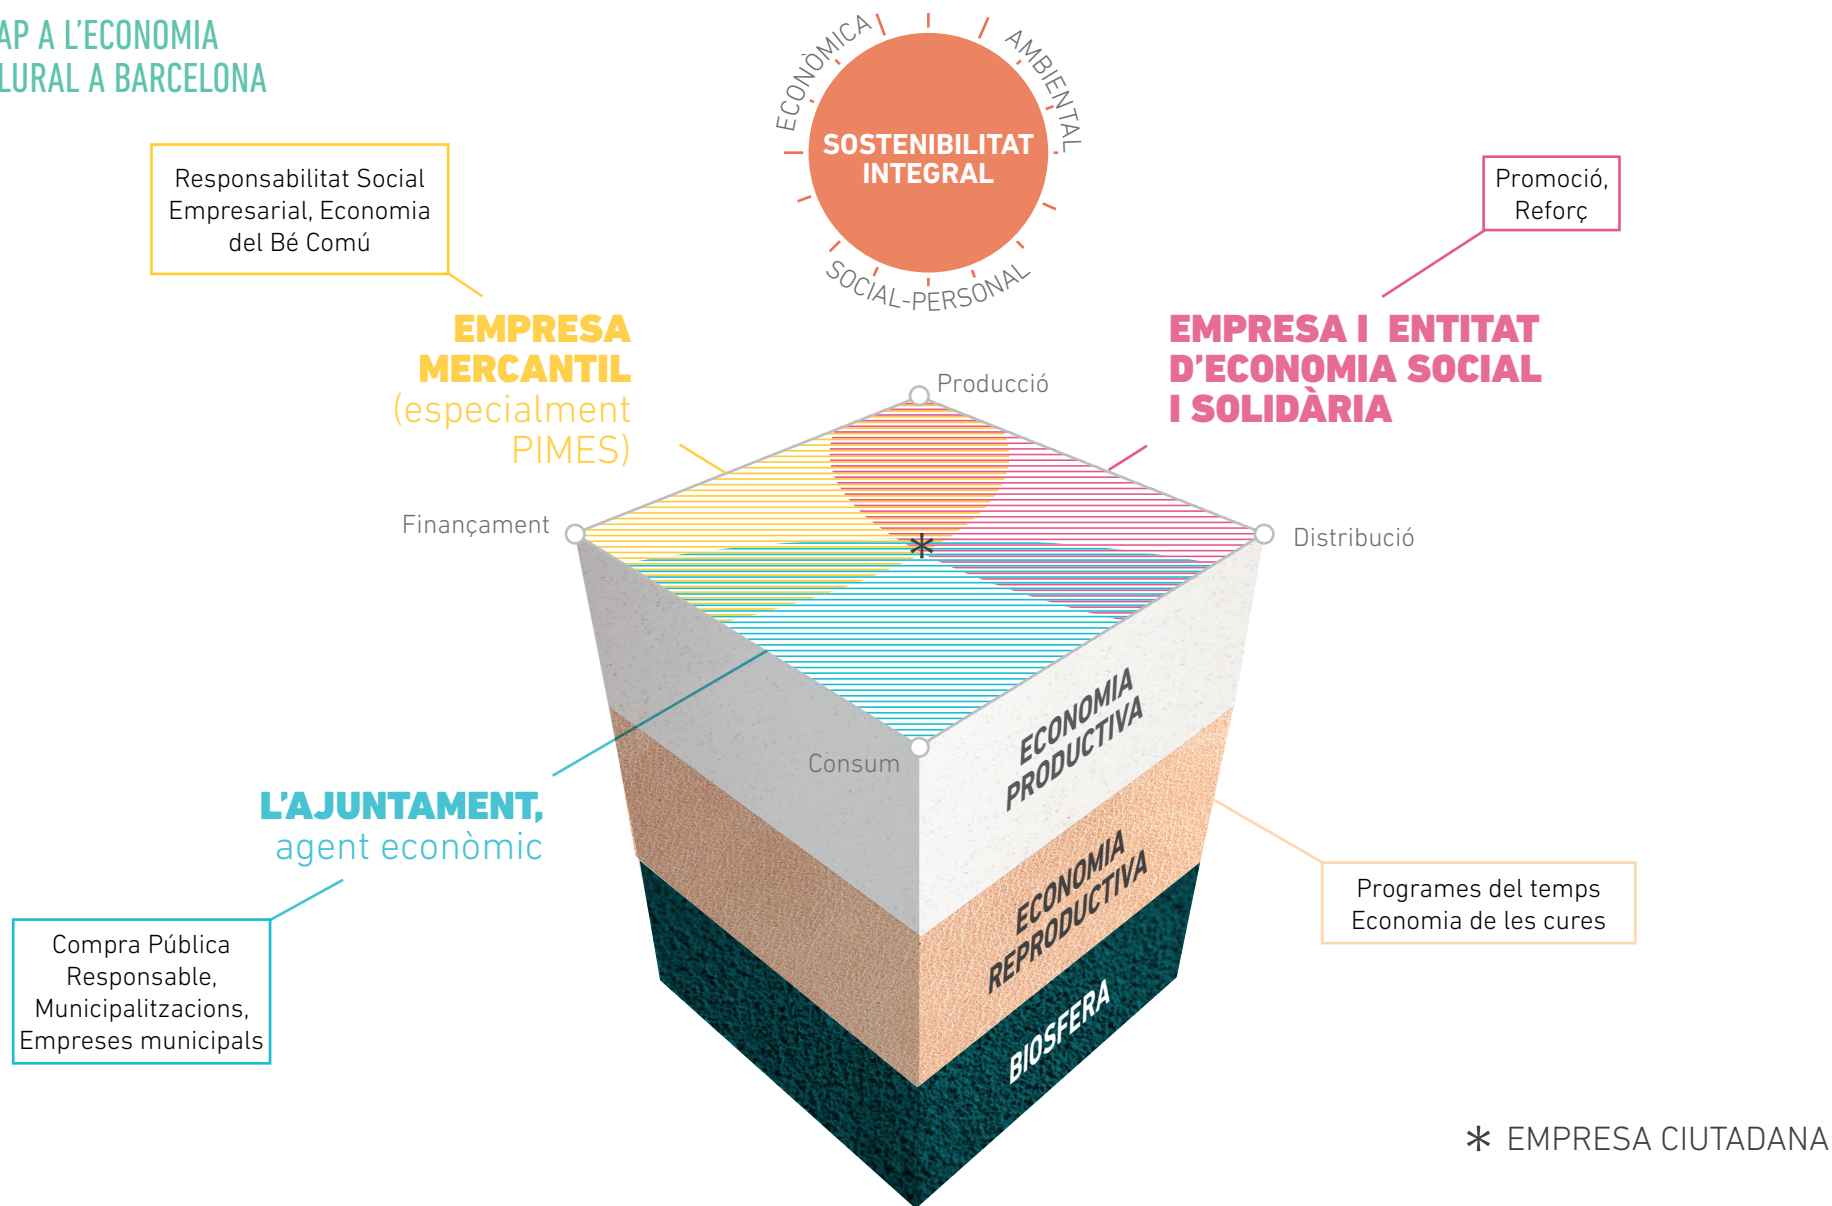 AP A L'ECONOMIA
LURAL A BARCELONA
ECONÒMICA
AMBIENTAL
SOSTENIBILITAT
INTEGRAL
SOCIAL-PERSONAL
Responsabilitat Social
Empresarial, Economia
del Bé Comú
Promoció,
Reforç
EMPRESA
MERCANTIL
(especialment
PIMES)
EMPRESA I ENTITAT
D'ECONOMIA SOCIAL
I SOLIDÀRIA
Producció
Finançament
*
Distribució
Consum
ECONOMIA
PRODUCTIVA
L'AJUNTAMENT,
agent econòmic
ECONOMIA
REPRODUCTIVA
Programes del temps
Economia de les cures
Compra Pública
Responsable,
Municipalitzacions,
Empreses municipals
BIOSFERA
* EMPRESA CIUTADANA